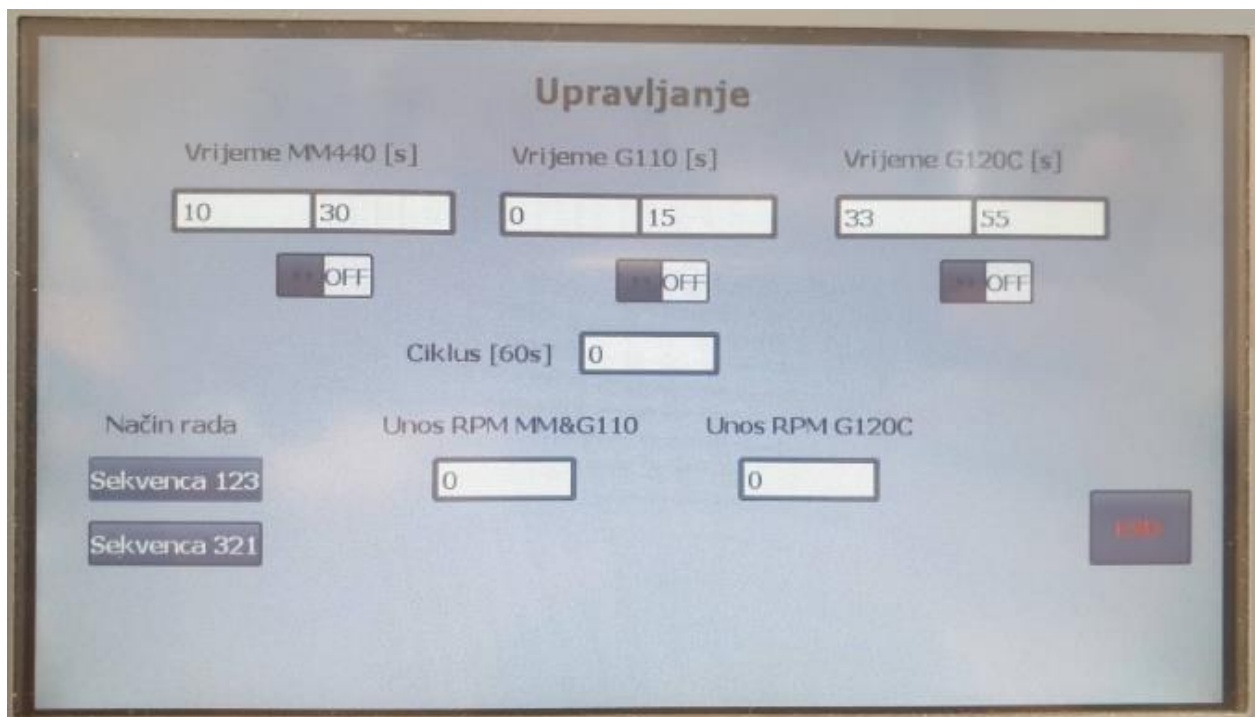 Upravljanje
Vrijeme MM440 [s] Vrijeme G110 [s] Vrijeme G120C [s]
10 30 0 15 33 55
OFF OFF OFF
Ciklus [60s] 0
Način rada Unos RPM MM&G110 Unos RPM G120C
Sekvenca 123 0 0
Sekvenca 321